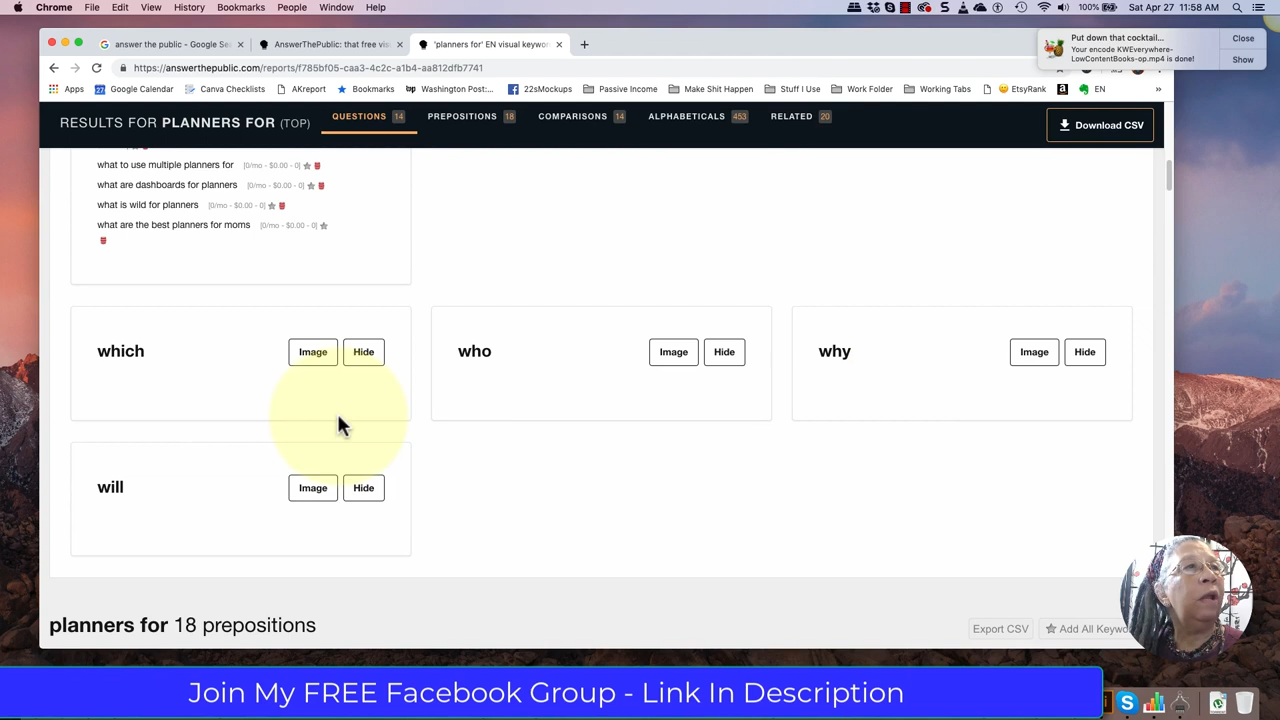 Chrome File Edit View History Bookmarks People Window Help
100% Sat Apr 27 11:58 AM
answer the public - Google Se
AnswerThePublic: that free vis
'planners for' EN visual keywor
Put down that cocktail...
Your encode KWEverywhere-
LowContentBooks-op.mp4 is done!
Close
Show
https://answerthepublic.com/reports/f785bf05-caa3-4c2c-a1b4-aa812dfb7741
Apps Google Calendar Canva Checklists AKreport Bookmarks Washington Post:... 22sMockups Passive Income Make Shit Happen Stuff I Use Work Folder Working Tabs EtsyRank EN »
RESULTS FOR PLANNERS FOR (TOP)
QUESTIONS 14 PREPOSITIONS 18 COMPARISONS 14 ALPHABETICALS 453 RELATED 20
Download CSV
what to use multiple planners for [0/mo - $0.00 - 0]
what are dashboards for planners [0/mo - $0.00 - 0]
what is wild for planners [0/mo - $0.00 - 0]
what are the best planners for moms [0/mo - $0.00 - 0]
which Image Hide
who Image Hide
why Image Hide
will Image Hide
planners for 18 prepositions
Export CSV
Add All Keywo
Join My FREE Facebook Group - Link In Description